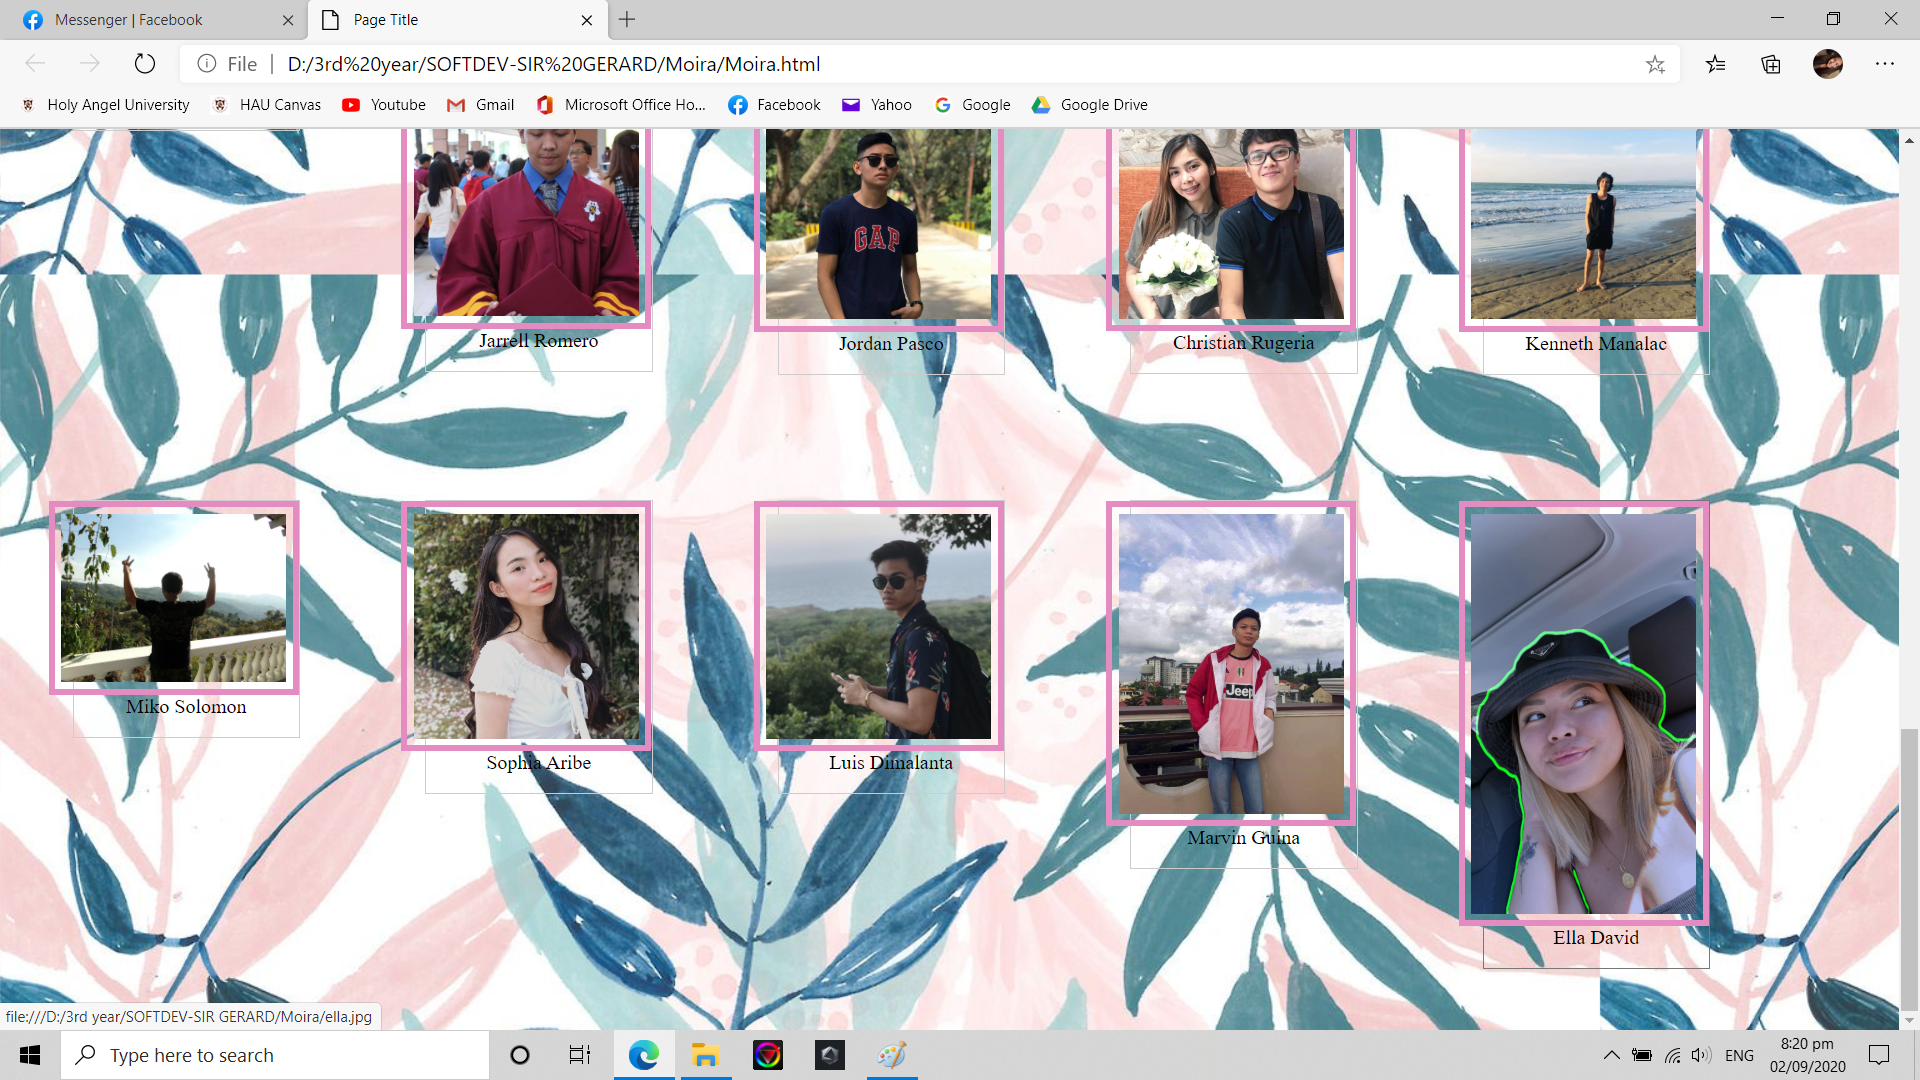 Messenger | Facebook
Page Title
File
D:/3rd%20year/SOFTDEV-SIR%20GERARD/Moira/Moira.html
Holy Angel University
HAU Canvas
Youtube
Gmail
Microsoft Office Ho...
Facebook
Yahoo
Google
Google Drive
GAP
Jarrell Romero
Jordan Pasco
Christian Rugeria
Kenneth Manalac
Jeep
Miko Solomon
Sophia Aribe
Luis Dimalanta
Marvin Guina
Ella David
file:///D:/3rd year/SOFTDEV-SIR GERARD/Moira/ella.jpg
Type here to search
ENG
8:20 pm
02/09/2020